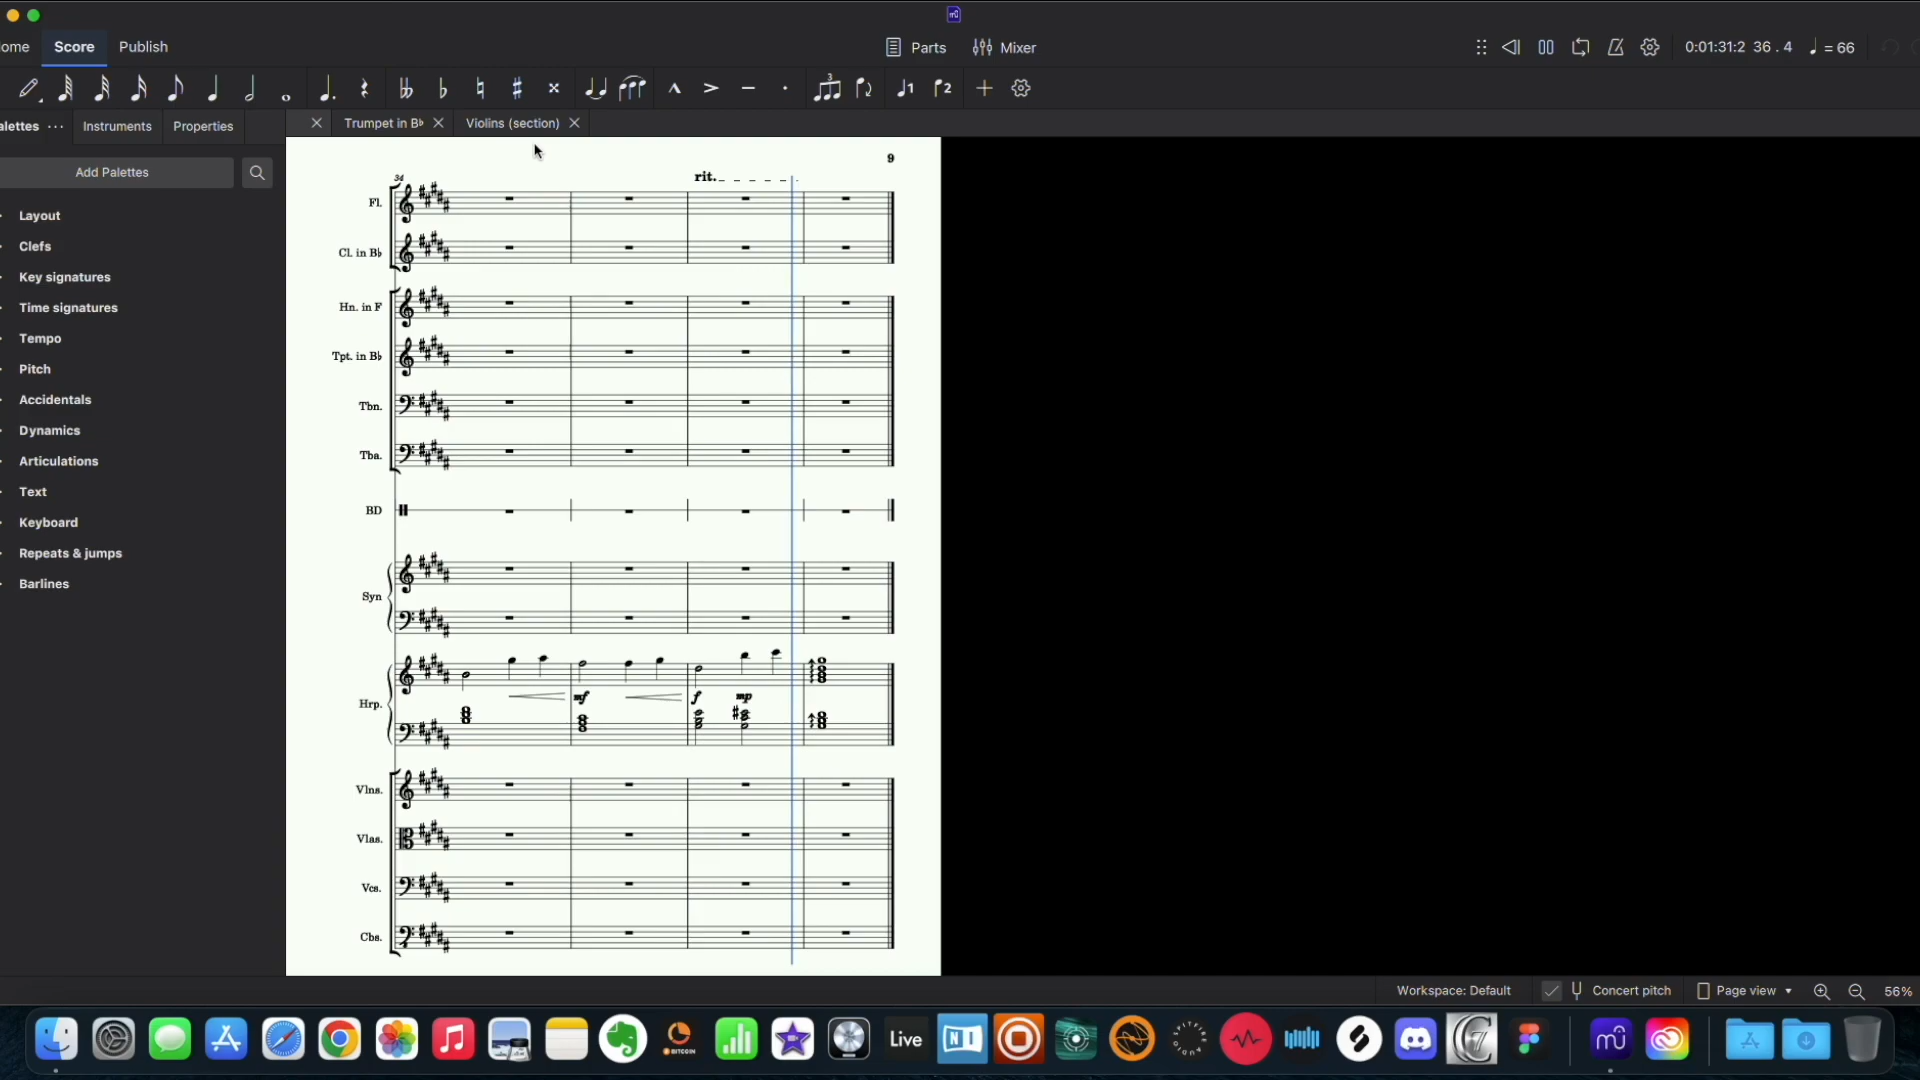 ome Score Publish Parts Mixer 0:01:31:2 36 . 4 = 66
alettes ··· Instruments Properties Trumpet in B♭ Violins (section)
Add Palettes
Layout
Clefs
Key signatures
Time signatures
Tempo
Pitch
Accidentals
Dynamics
Articulations
Text
Keyboard
Repeats & jumps
Barlines
9
34 rit.
Fl.
Cl. in B♭
Hn. in F
Tpt. in B♭
Tbn.
Tba.
BD
Syn
Hrp.
mf f mp
Vlns.
Vlas.
Vcs.
Cbs.
Workspace: Default Concert pitch Page view 56%
BITCOIN Live